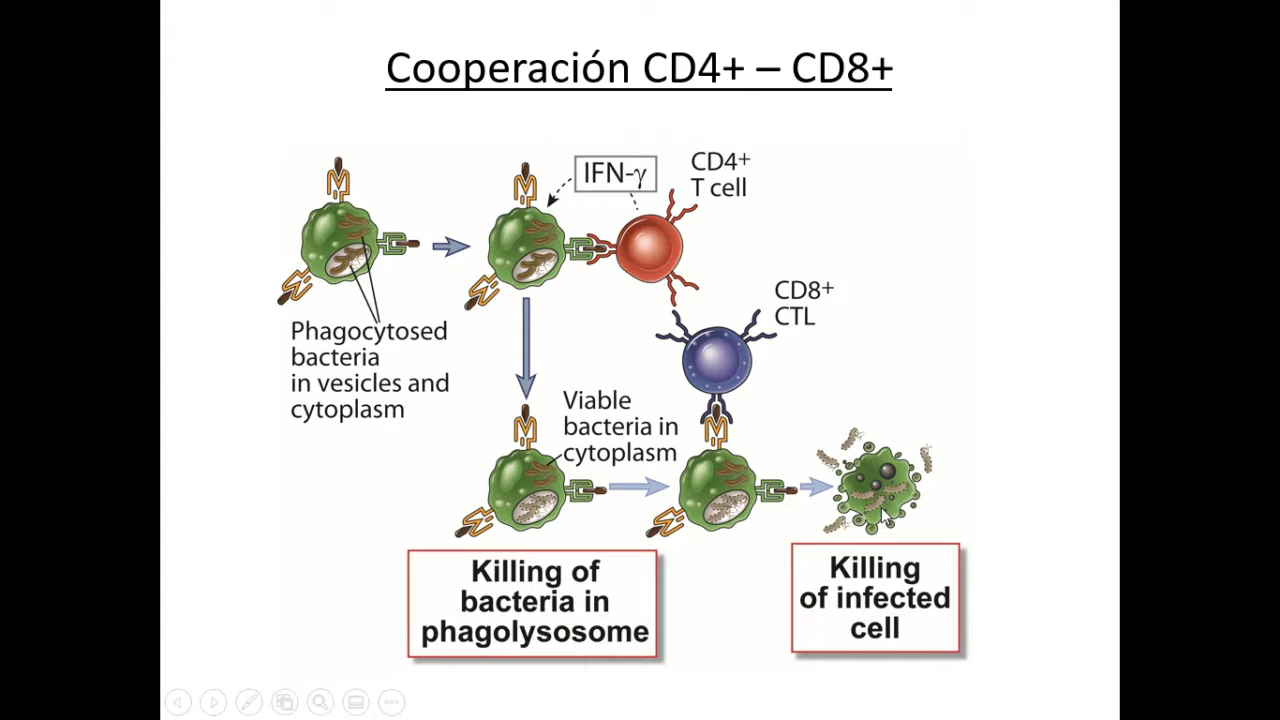 Cooperación CD4+ – CD8+
IFN-γ
CD4+
T cell
CD8+
CTL
Phagocytosed
bacteria
in vesicles and
cytoplasm
Viable
bacteria in
cytoplasm
Killing of
bacteria in
phagolysosome
Killing
of infected
cell